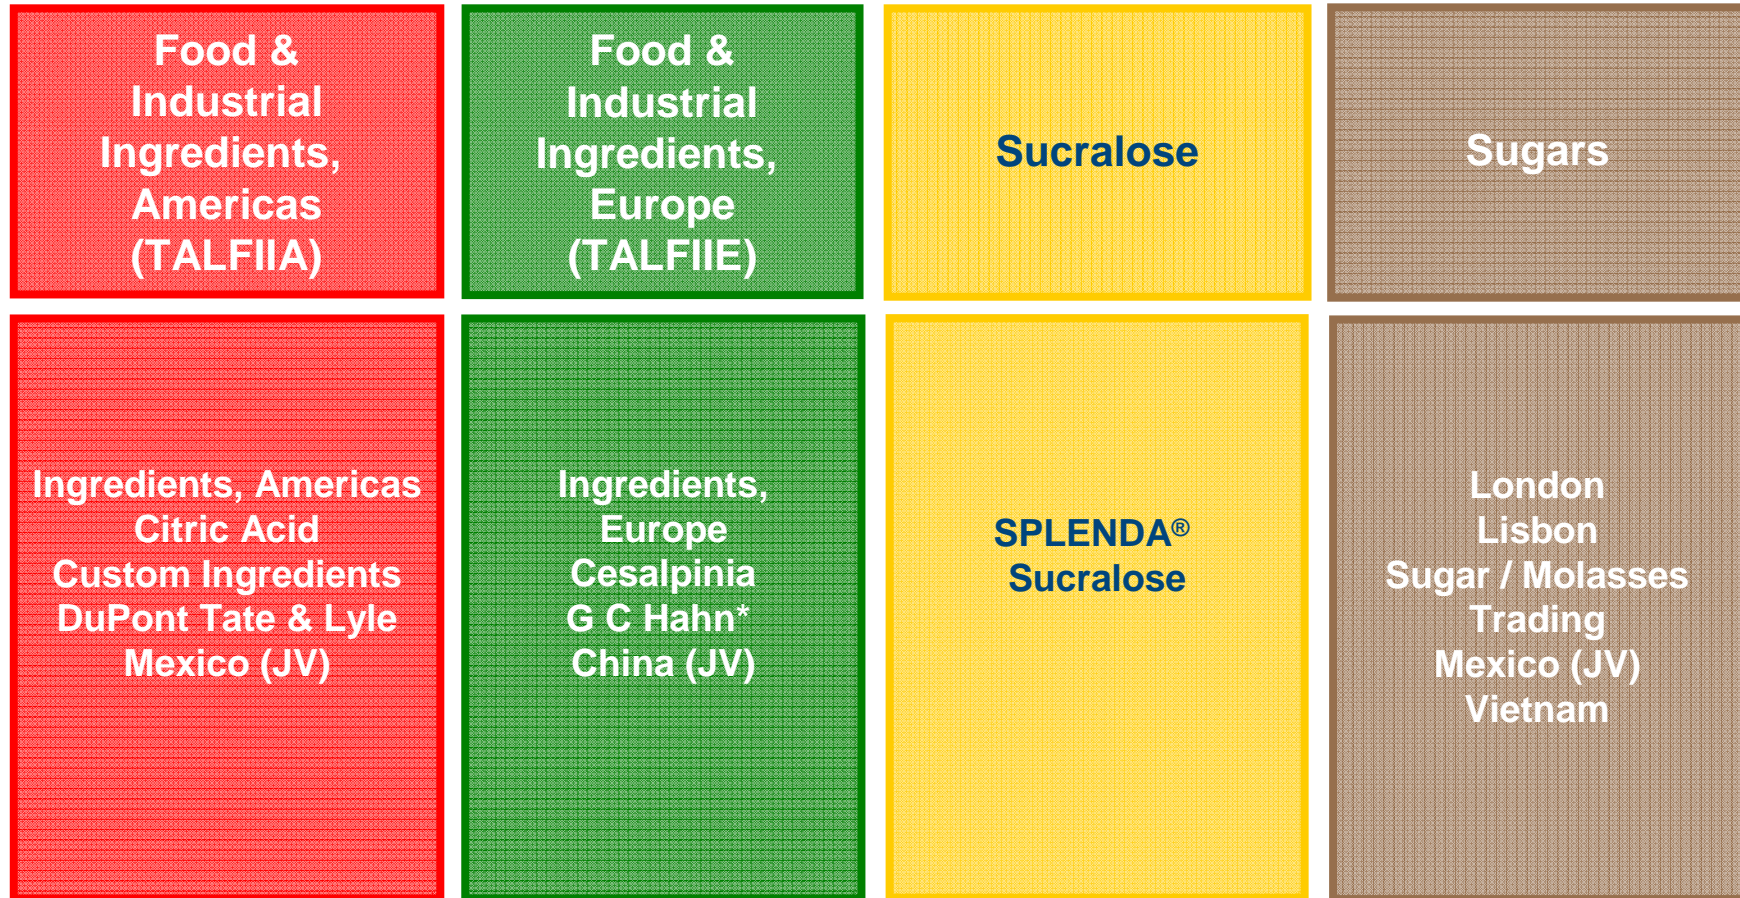 Food &
Industrial
Ingredients,
Americas
(TALFIIA)
Food &
Industrial
Ingredients,
Europe
(TALFIIE)
Sucralose
Sugars
Ingredients, Americas
Citric Acid
Custom Ingredients
DuPont Tate & Lyle
Mexico (JV)
Ingredients,
Europe
Cesalpinia
G C Hahn*
China (JV)
SPLENDA®
Sucralose
London
Lisbon
Sugar / Molasses
Trading
Mexico (JV)
Vietnam